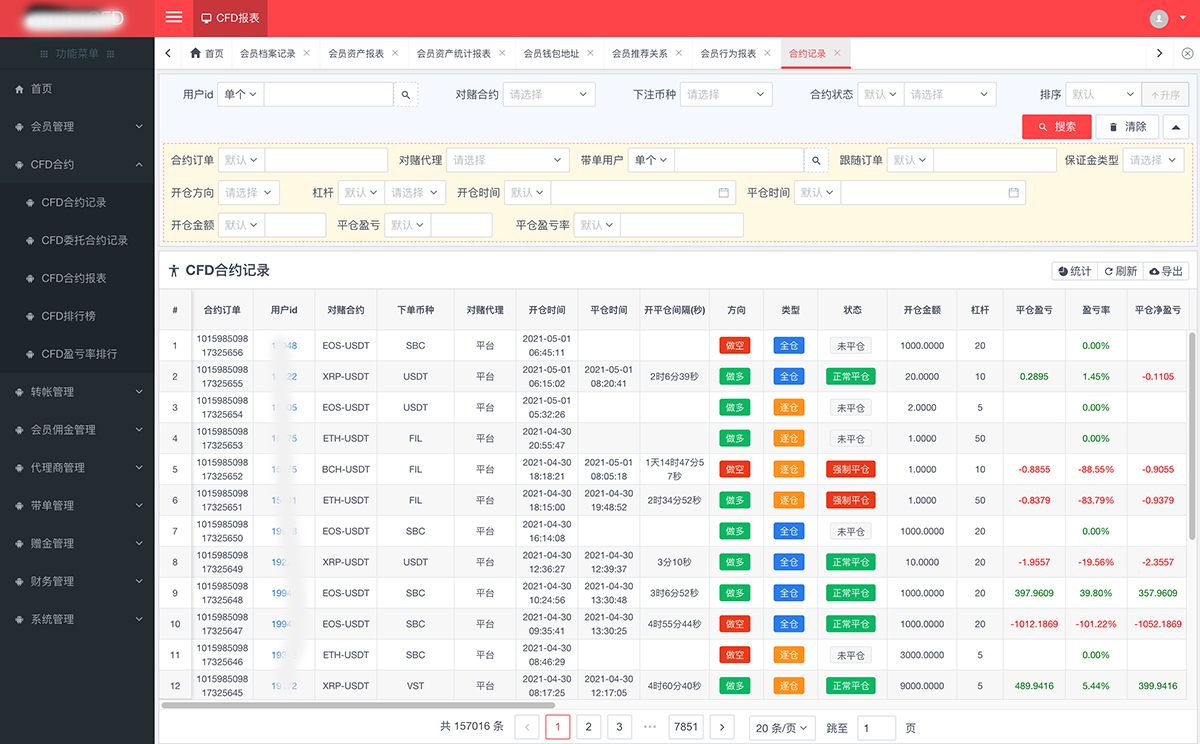 CFD报表
功能菜单
首页
会员管理
CFD合约
CFD合约记录
CFD委托合约记录
CFD合约报表
CFD排行榜
CFD盈亏率排行
转帐管理
会员佣金管理
代理商管理
带单管理
赠金管理
财务管理
系统管理
首页 会员档案记录 会员资产报表 会员资产统计报表 会员钱包地址 会员推荐关系 会员行为报表 合约记录
用户id 单个 对赌合约 请选择 下注币种 请选择 合约状态 默认 请选择 排序 默认 升序
搜索 清除
合约订单 默认 对赌代理 请选择 带单用户 单个 跟随订单 默认 保证金类型 请选择
开仓方向 请选择 杠杆 默认 请选择 开仓时间 默认 平仓时间 默认
开仓金额 默认 平仓盈亏 默认 平仓盈亏率 默认
CFD合约记录 统计 刷新 导出
# 合约订单 用户id 对赌合约 下单币种 对赌代理 开仓时间 平仓时间 开平仓间隔(秒) 方向 类型 状态 开仓金额 杠杆 平仓盈亏 盈亏率 平仓净盈亏
1 101598509817325656 EOS-USDT SBC 平台 2021-05-01 06:45:11 做空 全仓 未平仓 1000.0000 20 0.00%
2 101598509817325655 XRP-USDT USDT 平台 2021-05-01 06:15:02 2021-05-01 08:20:41 2时6分39秒 做多 全仓 正常平仓 20.0000 10 0.2895 1.45% -0.1105
3 101598509817325654 EOS-USDT USDT 平台 2021-05-01 05:32:26 做多 逐仓 未平仓 2.0000 5 0.00%
4 101598509817325653 ETH-USDT FIL 平台 2021-04-30 20:55:47 做多 逐仓 未平仓 1.0000 50 0.00%
5 101598509817325652 BCH-USDT FIL 平台 2021-04-30 18:18:21 2021-05-01 08:05:18 1天14时47分57秒 做空 逐仓 强制平仓 1.0000 10 -0.8855 -88.55% -0.9055
6 101598509817325651 ETH-USDT FIL 平台 2021-04-30 18:15:00 2021-04-30 19:48:52 2时34分52秒 做多 逐仓 强制平仓 1.0000 50 -0.8379 -83.79% -0.9379
7 101598509817325650 EOS-USDT SBC 平台 2021-04-30 16:14:08 做多 全仓 未平仓 1000.0000 20 0.00%
8 101598509817325649 XRP-USDT USDT 平台 2021-04-30 12:36:27 2021-04-30 12:39:37 3分10秒 做多 全仓 正常平仓 10.0000 20 -1.9557 -19.56% -2.3557
9 101598509817325648 EOS-USDT SBC 平台 2021-04-30 10:24:56 2021-04-30 13:30:48 3时6分52秒 做多 全仓 正常平仓 1000.0000 20 397.9609 39.80% 357.9609
10 101598509817325647 EOS-USDT SBC 平台 2021-04-30 09:35:41 2021-04-30 13:30:25 4时55分44秒 做空 全仓 正常平仓 1000.0000 20 -1012.1869 -101.22% -1052.1869
11 101598509817325646 ETH-USDT SBC 平台 2021-04-30 08:46:29 做空 逐仓 未平仓 3000.0000 5 0.00%
12 101598509817325645 XRP-USDT VST 平台 2021-04-30 08:17:25 2021-04-30 12:17:05 4时60分40秒 做多 逐仓 正常平仓 9000.0000 5 489.9416 5.44% 399.9416
共 157016 条 1 2 3 ••• 7851 20 条/页 跳至 1 页